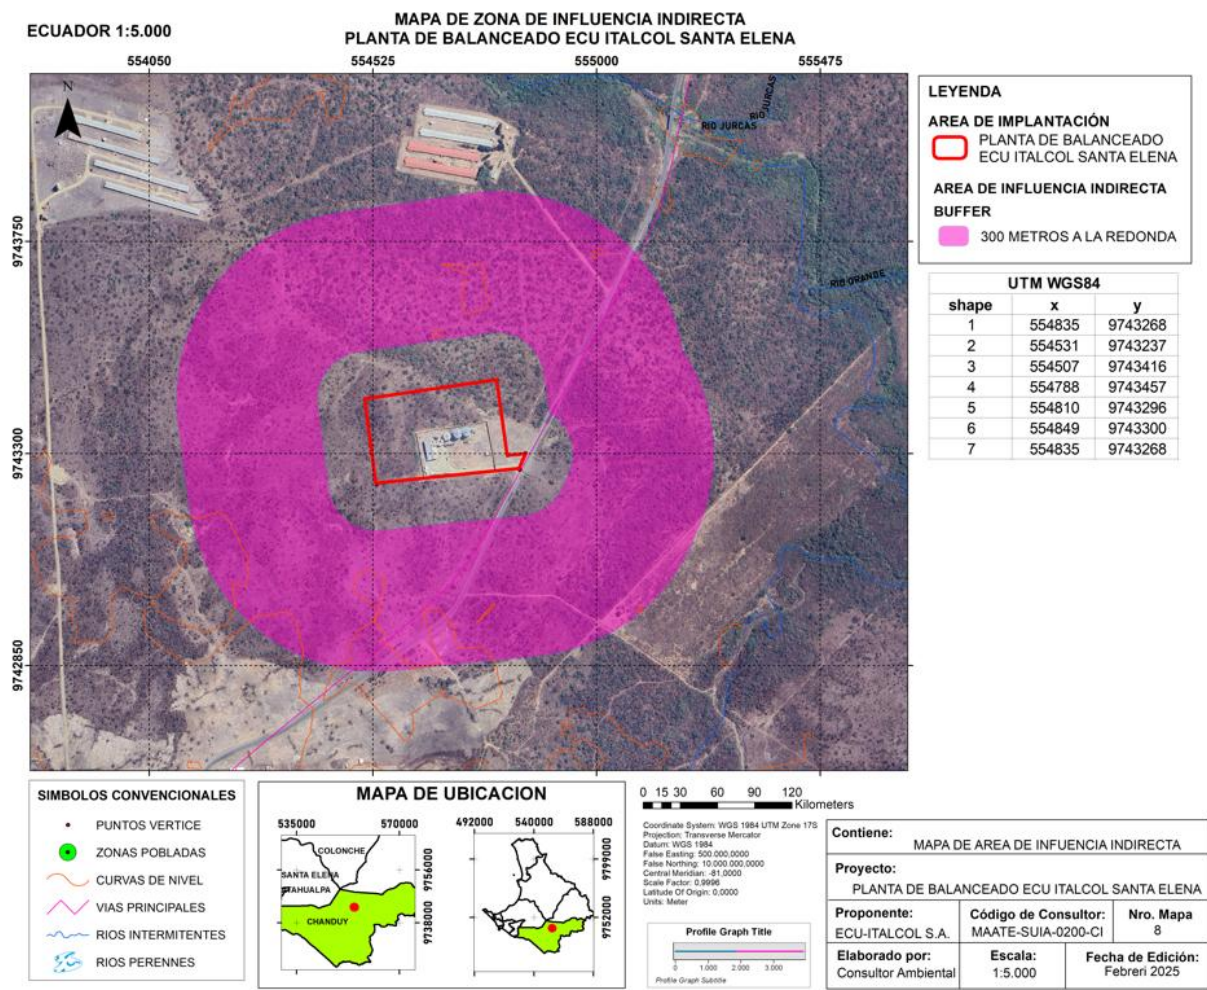 ECUADOR 1:5.000
MAPA DE ZONA DE INFLUENCIA INDIRECTA
PLANTA DE BALANCEADO ECU ITALCOL SANTA ELENA
554050 554525 555000 555475
9743750
9743300
9742850
N
RIO JURCAS
RIO JURCAS
RIO GRANDE
LEYENDA
AREA DE IMPLANTACIÓN
PLANTA DE BALANCEADO
ECU ITALCOL SANTA ELENA
AREA DE INFLUENCIA INDIRECTA
BUFFER
300 METROS A LA REDONDA
UTM WGS84
shape x y
1 554835 9743268
2 554531 9743237
3 554507 9743416
4 554788 9743457
5 554810 9743296
6 554849 9743300
7 554835 9743268
SIMBOLOS CONVENCIONALES
PUNTOS VERTICE
ZONAS POBLADAS
CURVAS DE NIVEL
VIAS PRINCIPALES
RIOS INTERMITENTES
RIOS PERENNES
MAPA DE UBICACION
535000 570000
9756000
9738000
COLONCHE
SANTA ELENA
CHANDUY
492000 540000 588000
9799000
9752000
0 15 30 60 90 120
Kilometers
Coordinate System: WGS 1984 UTM Zone 17S
Projection: Transverse Mercator
Datum: WGS 1984
False Easting: 500.000,0000
False Northing: 10.000.000,0000
Central Meridian: -81,0000
Scale Factor: 0,9996
Latitude Of Origin: 0,0000
Units: Meter
Profile Graph Title
0 1.000 2.000 3.000
Profile Graph Subtitle
Contiene:
MAPA DE AREA DE INFUENCIA INDIRECTA
Proyecto:
PLANTA DE BALANCEADO ECU ITALCOL SANTA ELENA
Proponente:
ECU-ITALCOL S.A.
Código de Consultor:
MAATE-SUIA-0200-CI
Nro. Mapa
8
Elaborado por:
Consultor Ambiental
Escala:
1:5.000
Fecha de Edición:
Febreri 2025